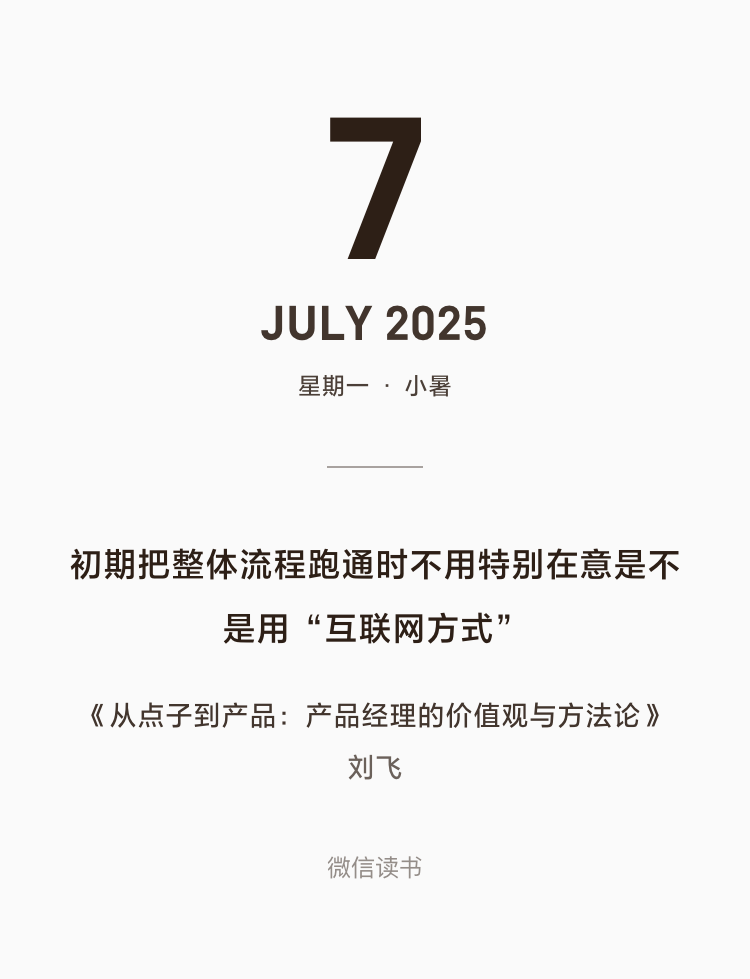 7
JULY 2025
星期一 · 小暑
初期把整体流程跑通时不用特别在意是不
是用“互联网方式”
《从点子到产品：产品经理的价值观与方法论》
刘飞
微信读书